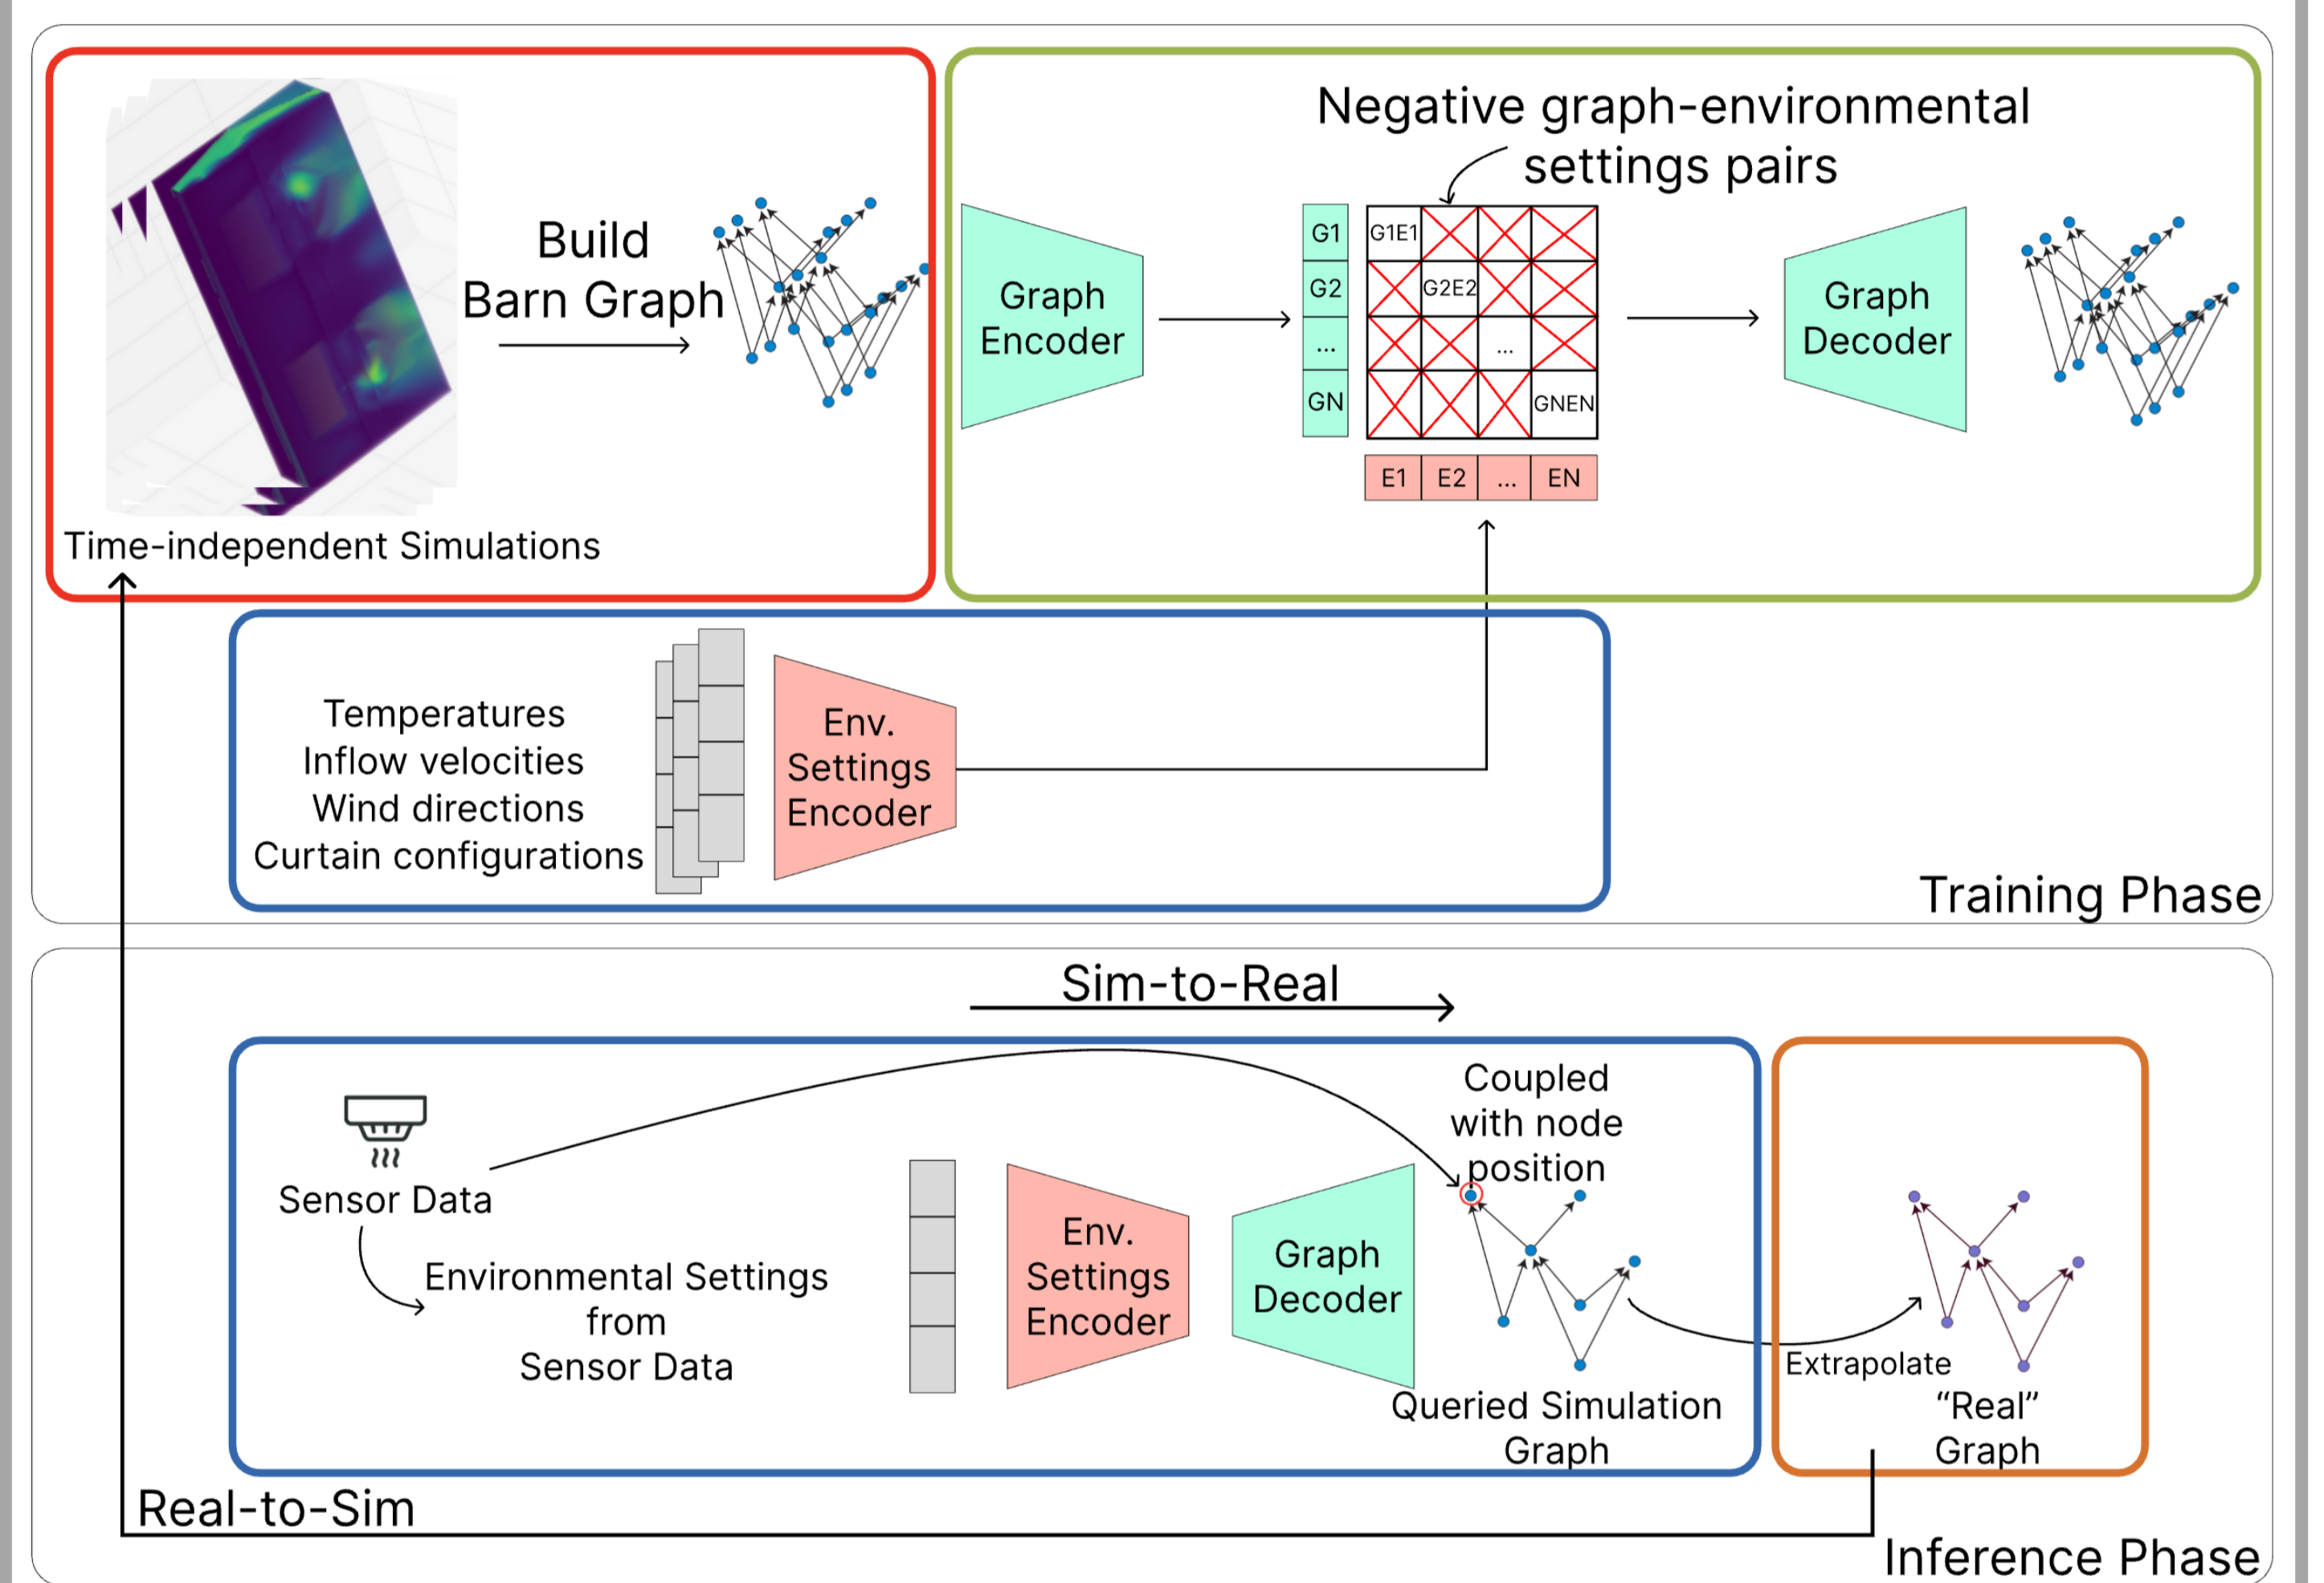 Negative graph-environmental
settings pairs
Build
Barn Graph
Time-independent Simulations
Graph
Encoder
G1
G2
...
GN
G1E1
G2E2
...
GNEN
E1
E2
...
EN
Graph
Decoder
Temperatures
Inflow velocities
Wind directions
Curtain configurations
Env.
Settings
Encoder
Training Phase
Sim-to-Real
Sensor Data
Environmental Settings
from
Sensor Data
Env.
Settings
Encoder
Graph
Decoder
Coupled
with node
position
Queried Simulation
Graph
Extrapolate
“Real”
Graph
Real-to-Sim
Inference Phase